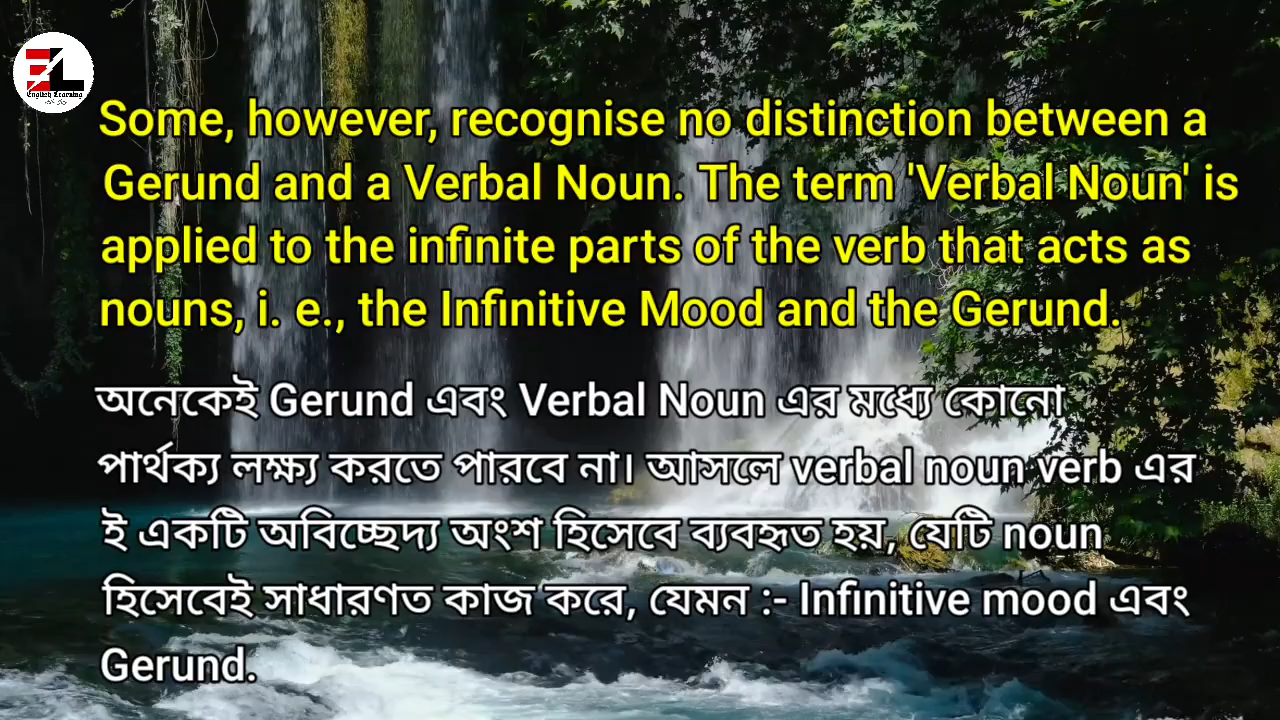 English Learning
Some, however, recognise no distinction between a
Gerund and a Verbal Noun. The term 'Verbal Noun' is
applied to the infinite parts of the verb that acts as
nouns, i. e., the Infinitive Mood and the Gerund.
অনেকেই Gerund এবং Verbal Noun এর মধ্যে কোনো
পার্থক্য লক্ষ্য করতে পারবে না। আসলে verbal noun verb এর
ই একটি অবিচ্ছেদ্য অংশ হিসেবে ব্যবহৃত হয়, যেটি noun
হিসেবেই সাধারণত কাজ করে, যেমন :- Infinitive mood এবং
Gerund.